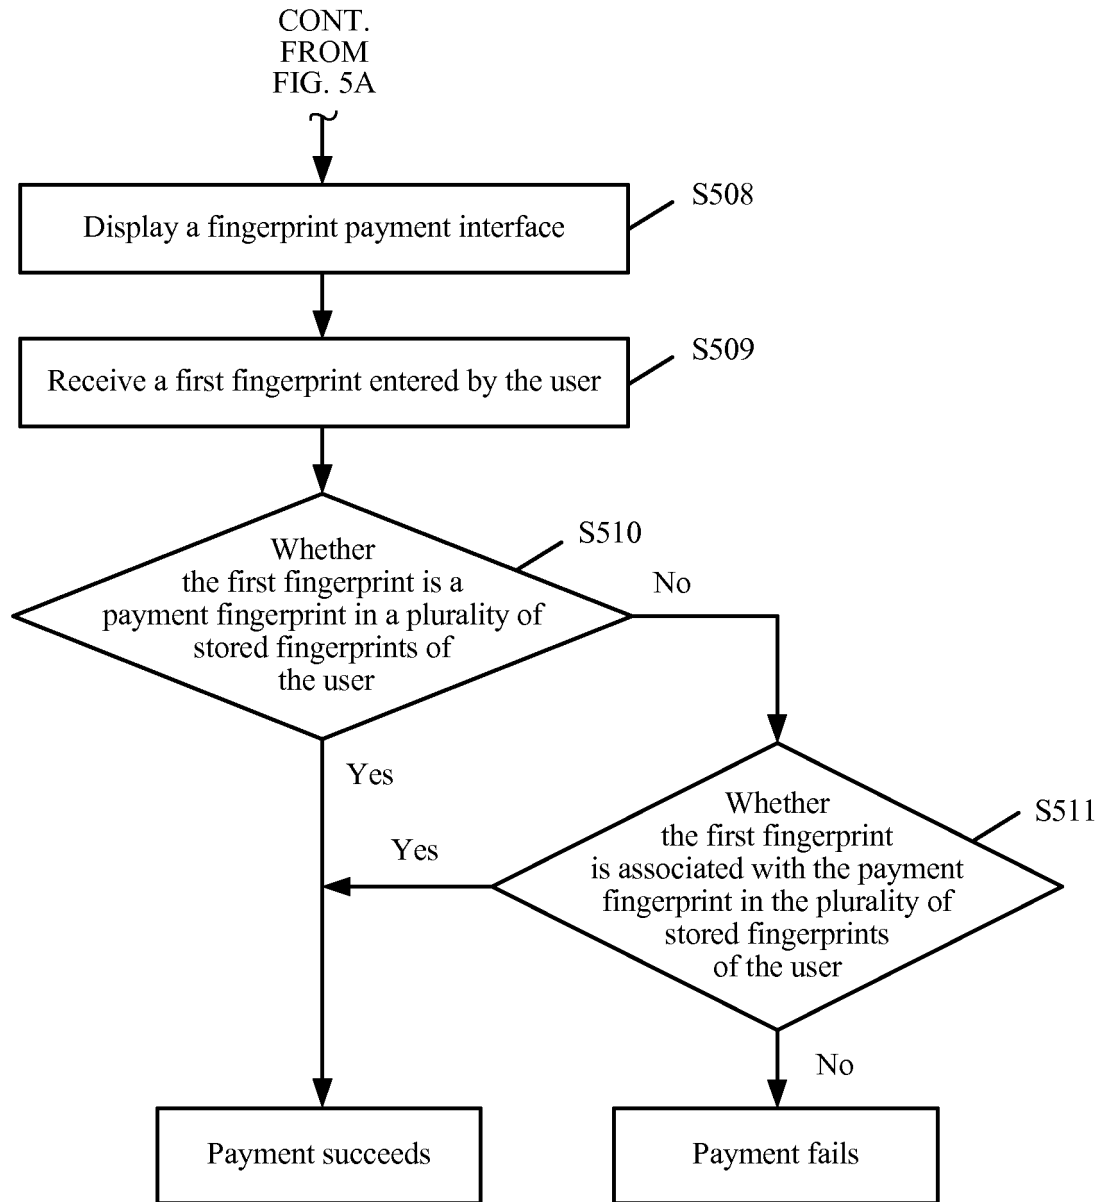 CONT.
FROM
FIG. 5A
S508
Display a fingerprint payment interface
S509
Receive a first fingerprint entered by the user
S510
Whether
the first fingerprint is a
payment fingerprint in a plurality of
stored fingerprints of
the user
No
Yes
S511
Whether
the first fingerprint
is associated with the payment
fingerprint in the plurality of
stored fingerprints
of the user
Yes
No
Payment succeeds
Payment fails